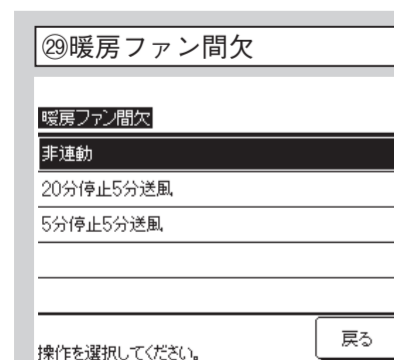 ㉙暖房ファン間欠
暖房ファン間欠
非連動
20分停止5分送風
5分停止5分送風
操作を選択してください。
戻る